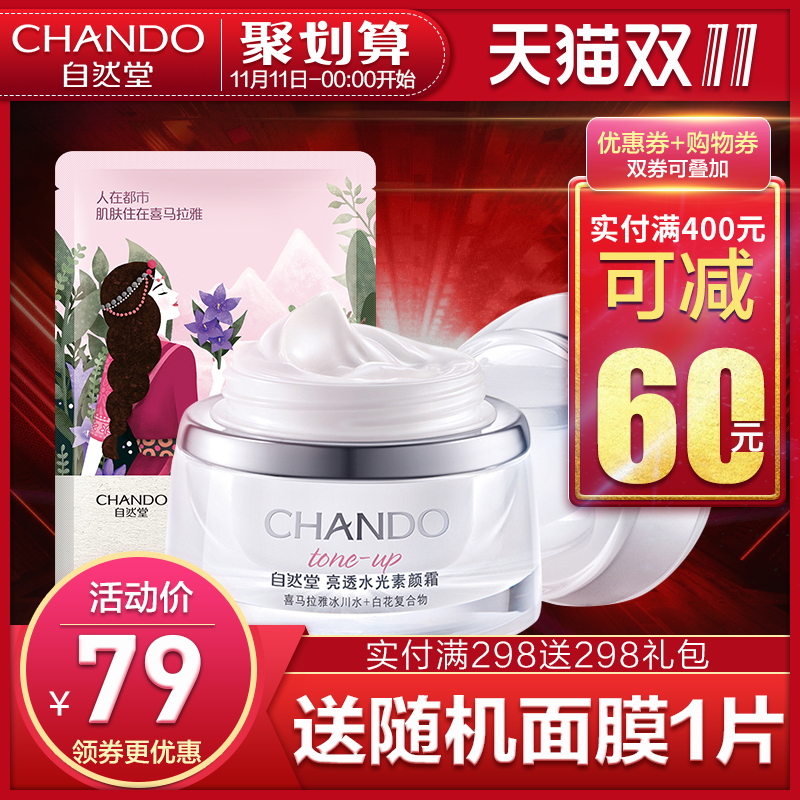 CHANDO
自然堂
聚划算
11月11日-00:00开始
天猫双11
优惠券+购物券
双券可叠加
实付满400元
可减
60元
人在都市
肌肤住在喜马拉雅
CHANDO
自然堂
CHANDO
tone-up
自然堂 亮透水光素颜霜
喜马拉雅冰川水+白花复合物
活动价
¥79
领券更优惠
实付满298送298礼包
送随机面膜1片